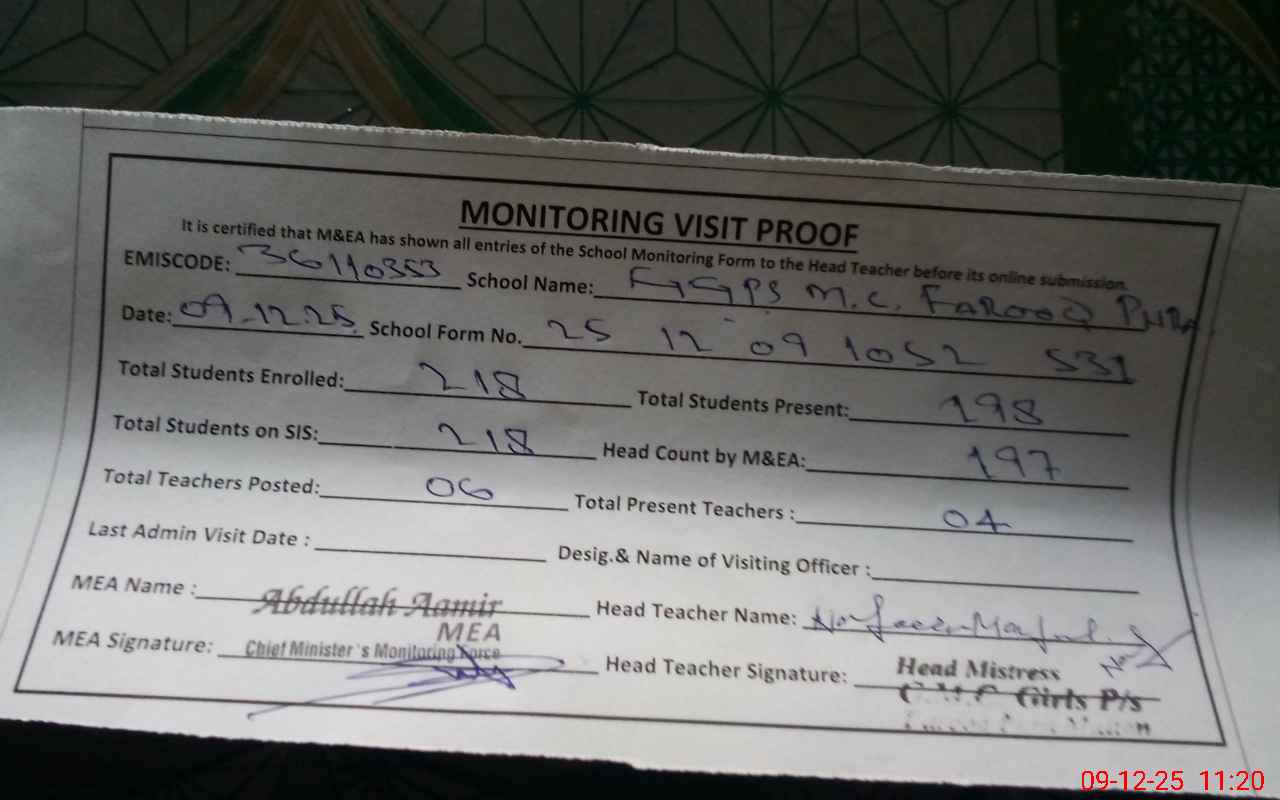 MONITORING VISIT PROOF
It is certified that M&EA has shown all entries of the School Monitoring Form to the Head Teacher before its online submission.
EMISCODE: 36110353 School Name: GGPS M.C. FAROOQ PURA
Date: 09.12.25 School Form No. 25 12 09 1052 531
Total Students Enrolled: 218 Total Students Present: 198
Total Students on SIS: 218 Head Count by M&EA: 197
Total Teachers Posted: 06 Total Present Teachers : 04
Last Admin Visit Date : Desig.& Name of Visiting Officer :
MEA Name : Abdullah Aamir Head Teacher Name:
MEA
MEA Signature: Chief Minister's Monitoring Force Head Teacher Signature: Head Mistress
Girls P/s
09-12-25 11:20